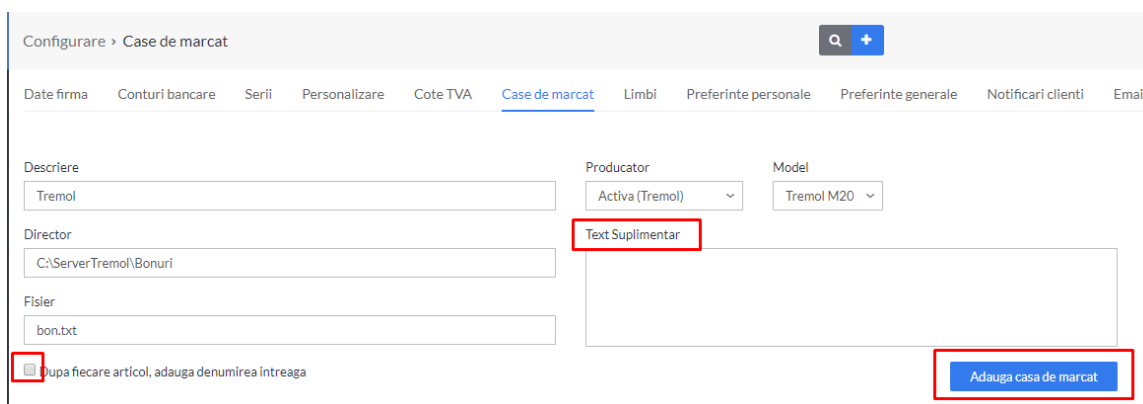 Configurare › Case de marcat
Date firma Conturi bancare Serii Personalizare Cote TVA Case de marcat Limbi Preferinte personale Preferinte generale Notificari clienti Emai
Descriere Producator Model
Tremol Activa (Tremol) Tremol M20
Director Text Suplimentar
C:\ServerTremol\Bonuri
Fisier
bon.txt
Dupa fiecare articol, adauga denumirea intreaga Adauga casa de marcat